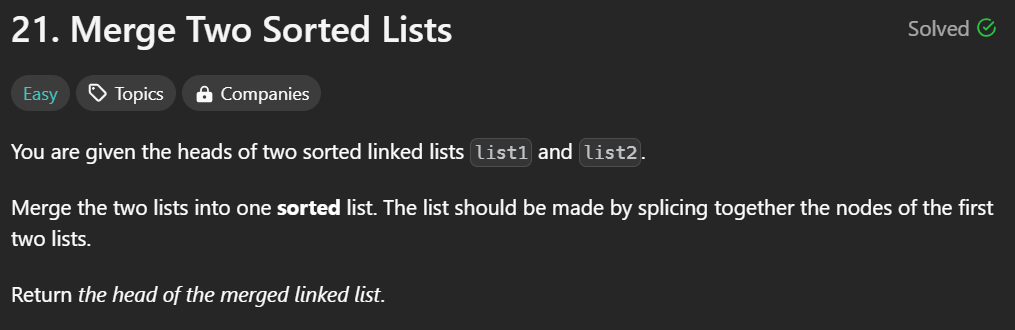 21. Merge Two Sorted Lists
Solved
Easy
Topics
Companies
You are given the heads of two sorted linked lists list1 and list2.
Merge the two lists into one sorted list. The list should be made by splicing together the nodes of the first
two lists.
Return the head of the merged linked list.